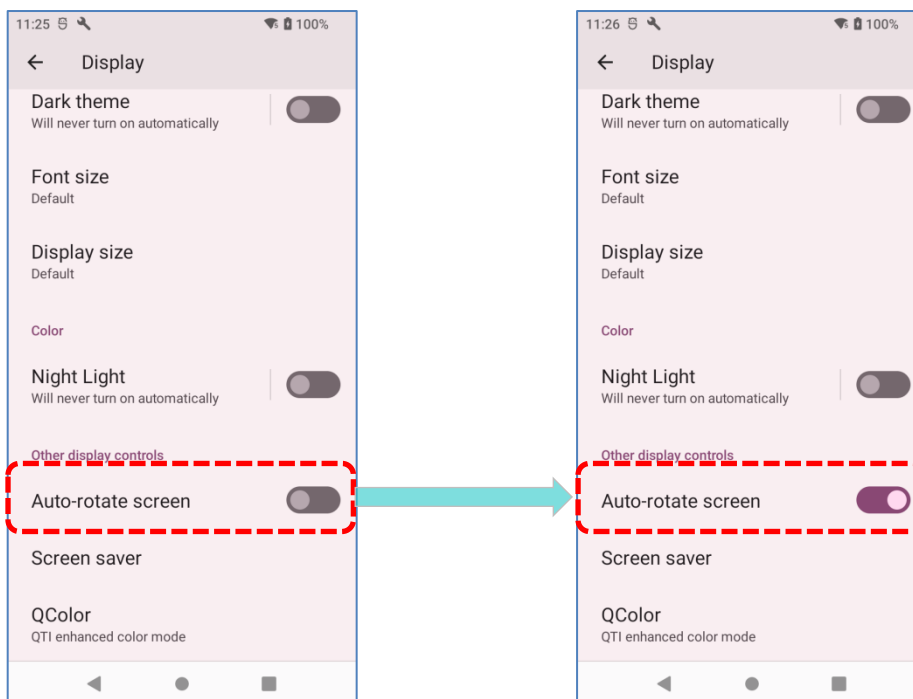 11:25 100%
Display
Dark theme
Will never turn on automatically
Font size
Default
Display size
Default
Color
Night Light
Will never turn on automatically
Other display controls
Auto-rotate screen
Screen saver
QColor
QTI enhanced color mode
11:26 100%
Display
Dark theme
Will never turn on automatically
Font size
Default
Display size
Default
Color
Night Light
Will never turn on automatically
Other display controls
Auto-rotate screen
Screen saver
QColor
QTI enhanced color mode